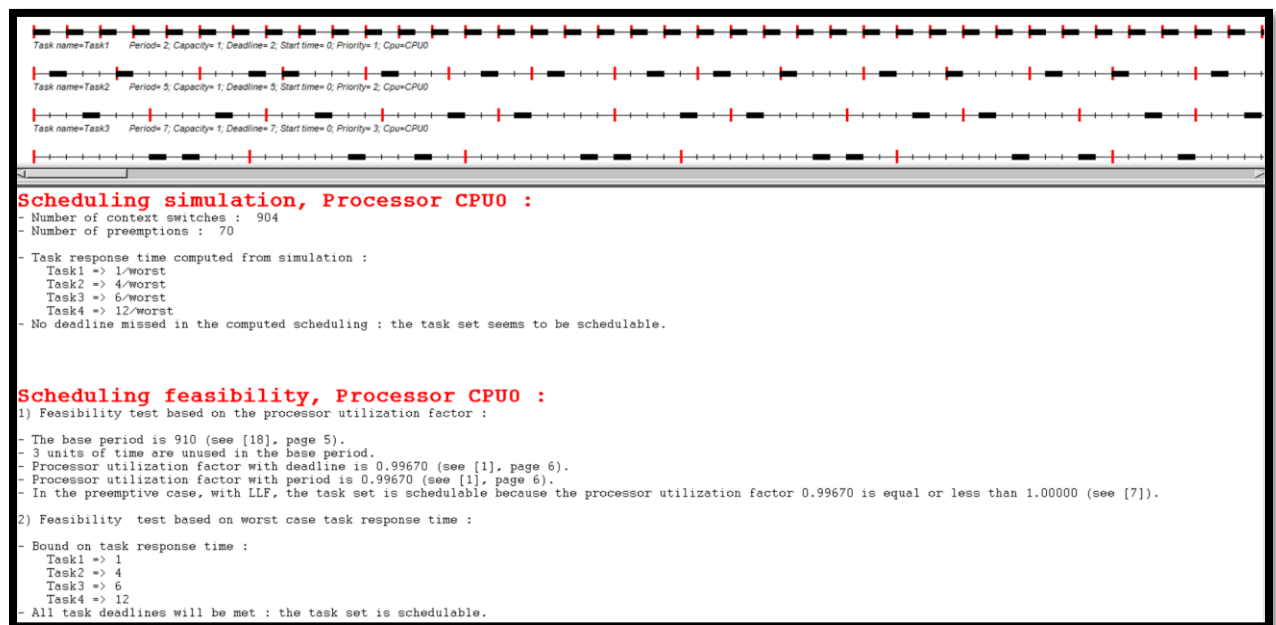 Task name=Task1 Period= 2; Capacity= 1; Deadline= 2; Start time= 0; Priority= 1; Cpu=CPU0
Task name=Task2 Period= 5; Capacity= 1; Deadline= 5; Start time= 0; Priority= 2; Cpu=CPU0
Task name=Task3 Period= 7; Capacity= 1; Deadline= 7; Start time= 0; Priority= 3; Cpu=CPU0
Scheduling simulation, Processor CPU0 :
- Number of context switches : 904
- Number of preemptions : 70
- Task response time computed from simulation :
Task1 => 1/worst
Task2 => 4/worst
Task3 => 6/worst
Task4 => 12/worst
- No deadline missed in the computed scheduling : the task set seems to be schedulable.
Scheduling feasibility, Processor CPU0 :
1) Feasibility test based on the processor utilization factor :
- The base period is 910 (see [18], page 5).
- 3 units of time are unused in the base period.
- Processor utilization factor with deadline is 0.99670 (see [1], page 6).
- Processor utilization factor with period is 0.99670 (see [1], page 6).
- In the preemptive case, with LLF, the task set is schedulable because the processor utilization factor 0.99670 is equal or less than 1.00000 (see [7]).
2) Feasibility test based on worst case task response time :
- Bound on task response time :
Task1 => 1
Task2 => 4
Task3 => 6
Task4 => 12
- All task deadlines will be met : the task set is schedulable.